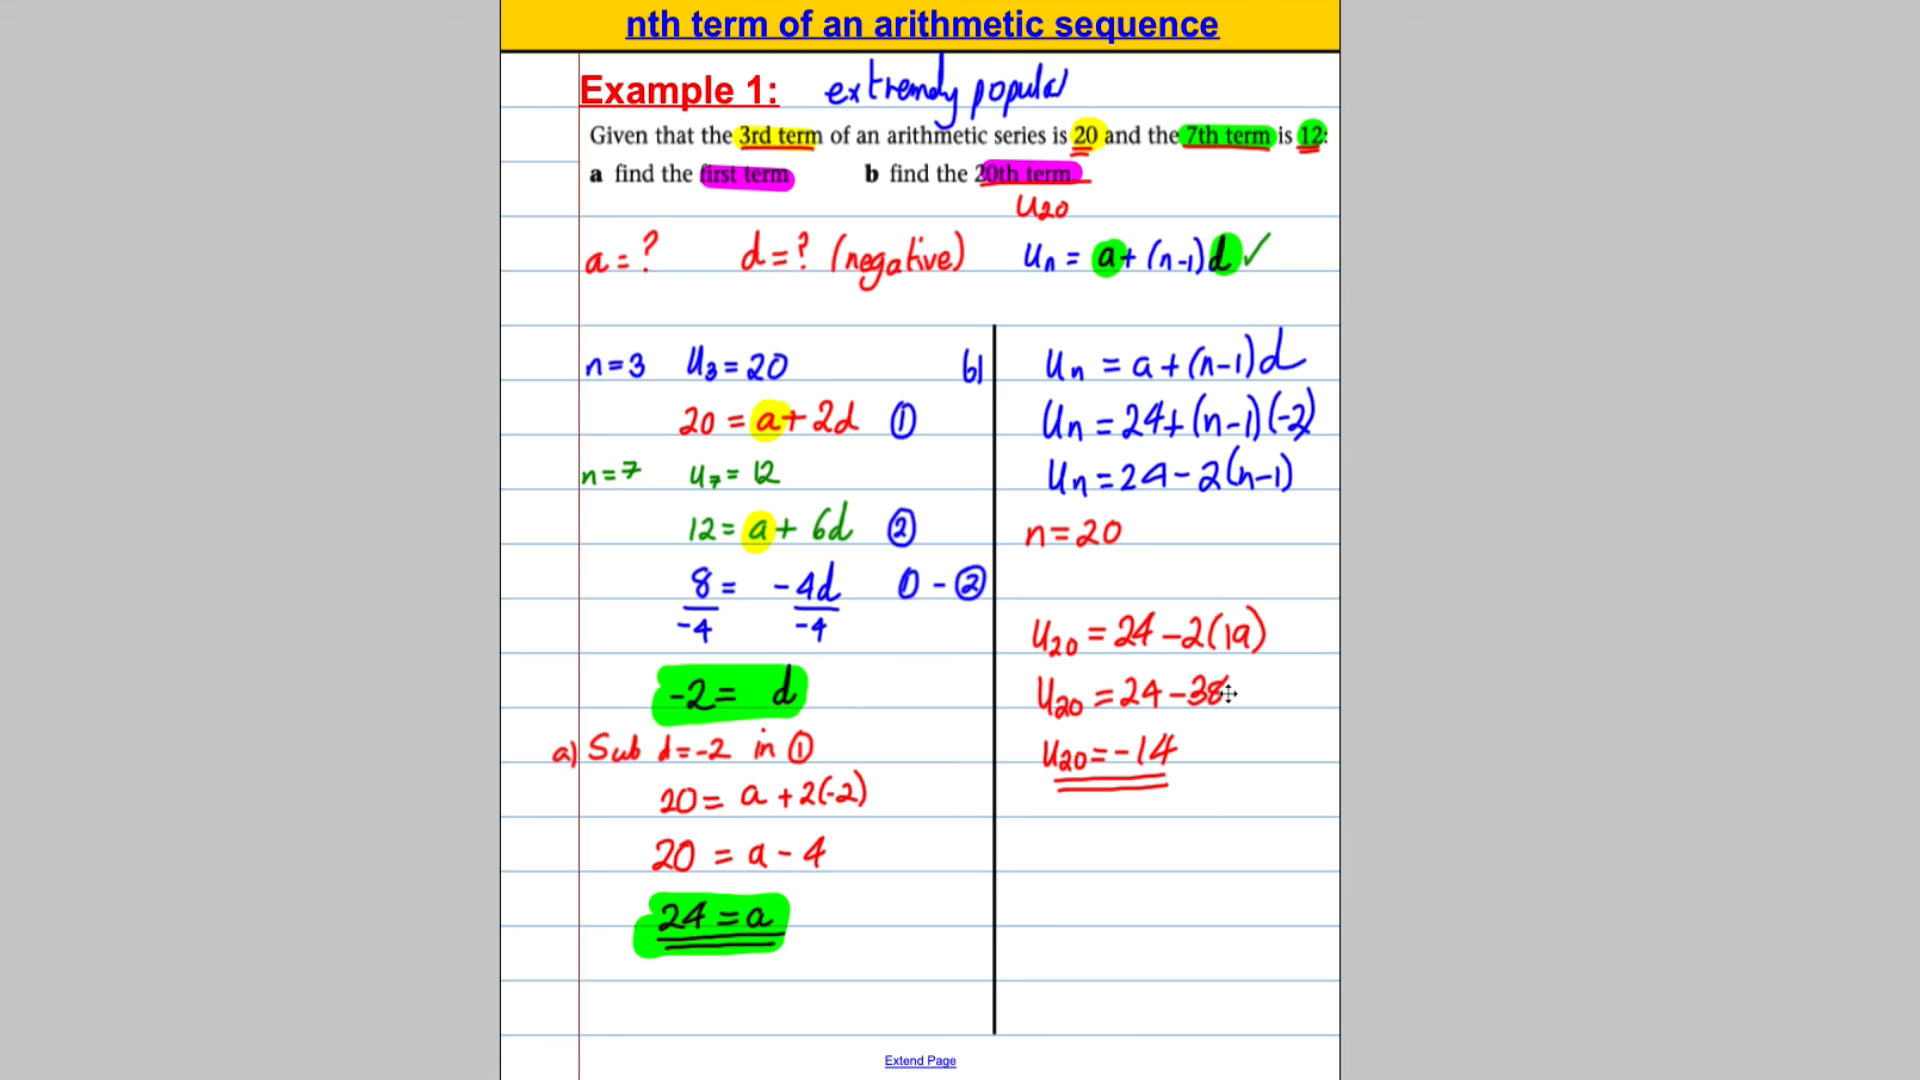 nth term of an arithmetic sequence
Example 1: extremely popular
Given that the 3rd term of an arithmetic series is 20 and the 7th term is 12:
a find the first term b find the 20th term.
U₂₀
a = ? d = ? (negative) Uₙ = a + (n-1)d ✓
n = 3 U₃ = 20
20 = a + 2d ①
n = 7 U₇ = 12
12 = a + 6d ②
8 = -4d ① - ②
-4 -4
-2 = d
a) Sub d = -2 in ①
20 = a + 2(-2)
20 = a - 4
24 = a
b) Uₙ = a + (n-1)d
Uₙ = 24 + (n-1)(-2)
Uₙ = 24 - 2(n-1)
n = 20
U₂₀ = 24 - 2(19)
U₂₀ = 24 - 38
U₂₀ = -14
Extend Page